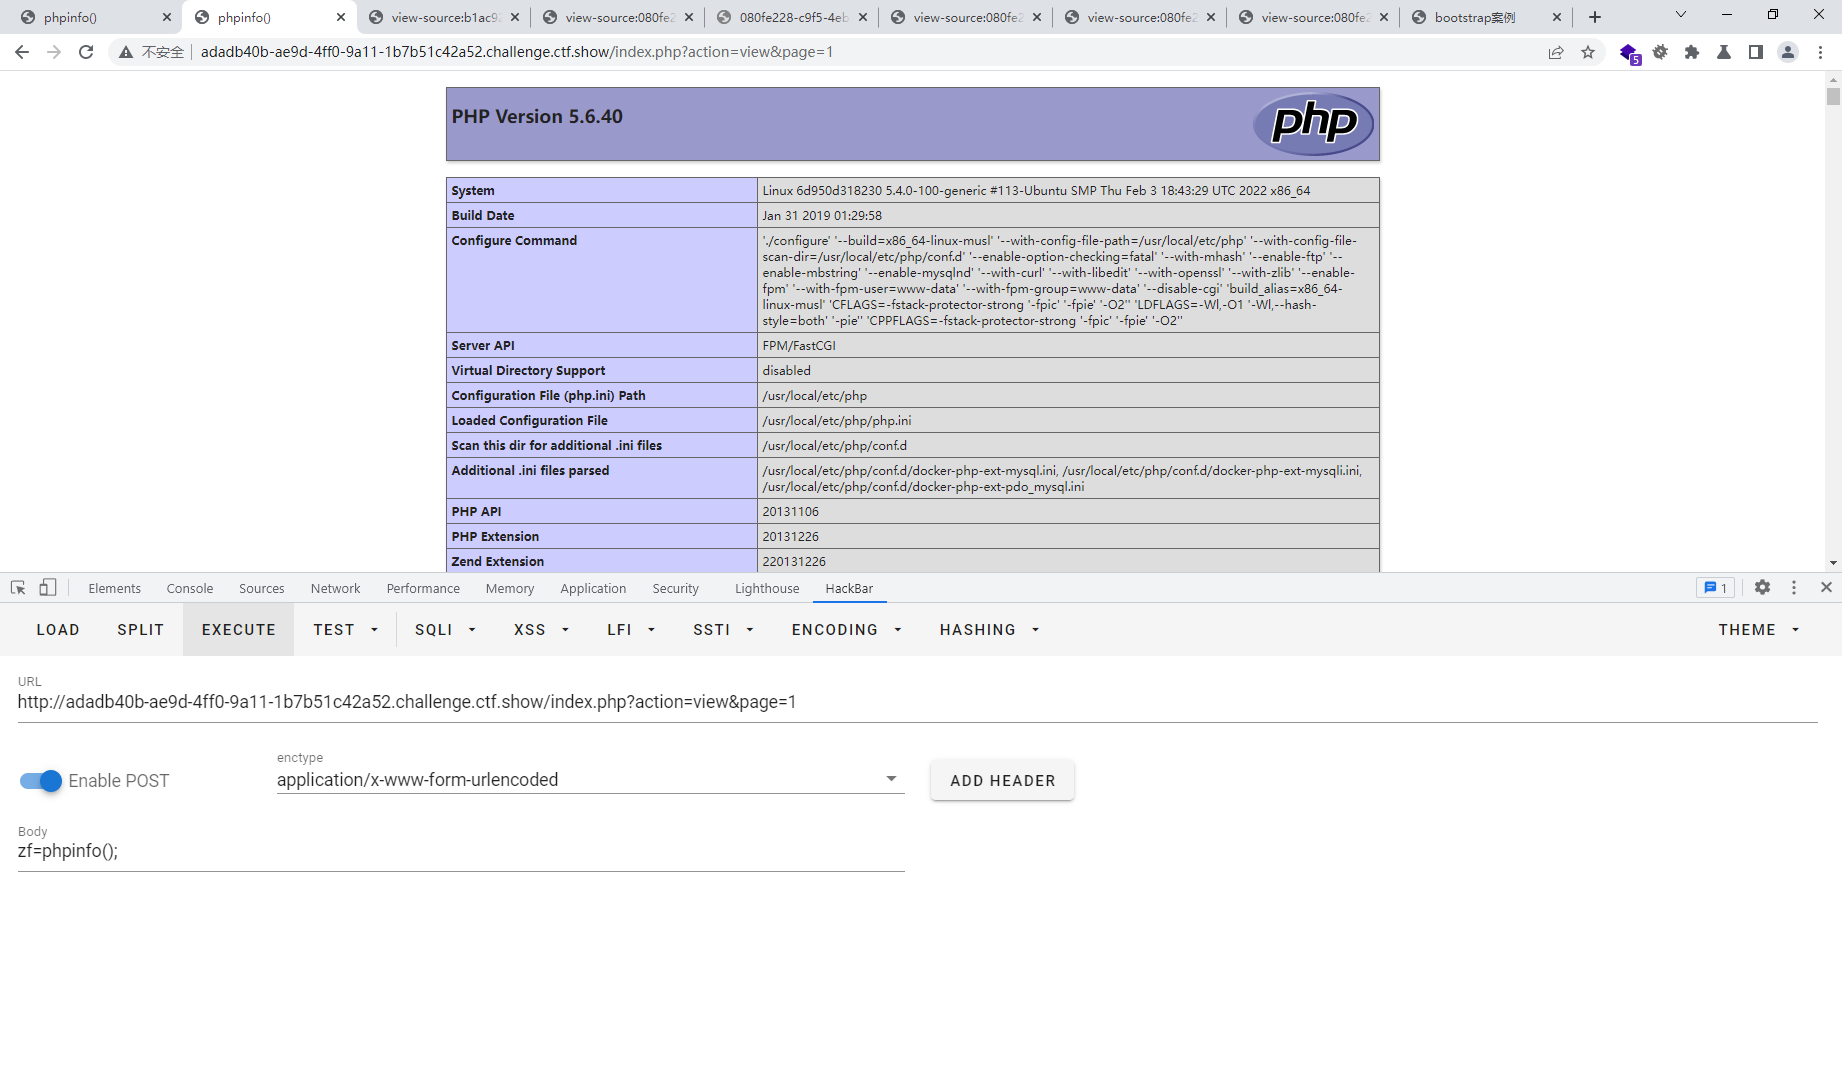 phpinfo()
phpinfo()
view-source:b1ac9
view-source:080fe2
080fe228-c9f5-4eb
view-source:080fe2
view-source:080fe2
view-source:080fe2
bootstrap案例
不安全
adadb40b-ae9d-4ff0-9a11-1b7b51c42a52.challenge.ctf.show/index.php?action=view&page=1
5
PHP Version 5.6.40
php
System
Linux 6d950d318230 5.4.0-100-generic #113-Ubuntu SMP Thu Feb 3 18:43:29 UTC 2022 x86_64
Build Date
Jan 31 2019 01:29:58
Configure Command
'./configure' '--build=x86_64-linux-musl' '--with-config-file-path=/usr/local/etc/php' '--with-config-file-
scan-dir=/usr/local/etc/php/conf.d' '--enable-option-checking=fatal' '--with-mhash' '--enable-ftp' '--
enable-mbstring' '--enable-mysqlnd' '--with-curl' '--with-libedit' '--with-openssl' '--with-zlib' '--enable-
fpm' '--with-fpm-user=www-data' '--with-fpm-group=www-data' '--disable-cgi' 'build_alias=x86_64-
linux-musl' 'CFLAGS=-fstack-protector-strong '-fpic' '-fpie' '-O2'' 'LDFLAGS=-Wl,-O1 '-Wl,--hash-
style=both' '-pie'' 'CPPFLAGS=-fstack-protector-strong '-fpic' '-fpie' '-O2''
Server API
FPM/FastCGI
Virtual Directory Support
disabled
Configuration File (php.ini) Path
/usr/local/etc/php
Loaded Configuration File
/usr/local/etc/php/php.ini
Scan this dir for additional .ini files
/usr/local/etc/php/conf.d
Additional .ini files parsed
/usr/local/etc/php/conf.d/docker-php-ext-mysql.ini, /usr/local/etc/php/conf.d/docker-php-ext-mysqli.ini,
/usr/local/etc/php/conf.d/docker-php-ext-pdo_mysql.ini
PHP API
20131106
PHP Extension
20131226
Zend Extension
220131226
Elements
Console
Sources
Network
Performance
Memory
Application
Security
Lighthouse
HackBar
1
LOAD
SPLIT
EXECUTE
TEST
SQLI
XSS
LFI
SSTI
ENCODING
HASHING
THEME
URL
http://adadb40b-ae9d-4ff0-9a11-1b7b51c42a52.challenge.ctf.show/index.php?action=view&page=1
Enable POST
enctype
application/x-www-form-urlencoded
ADD HEADER
Body
zf=phpinfo();